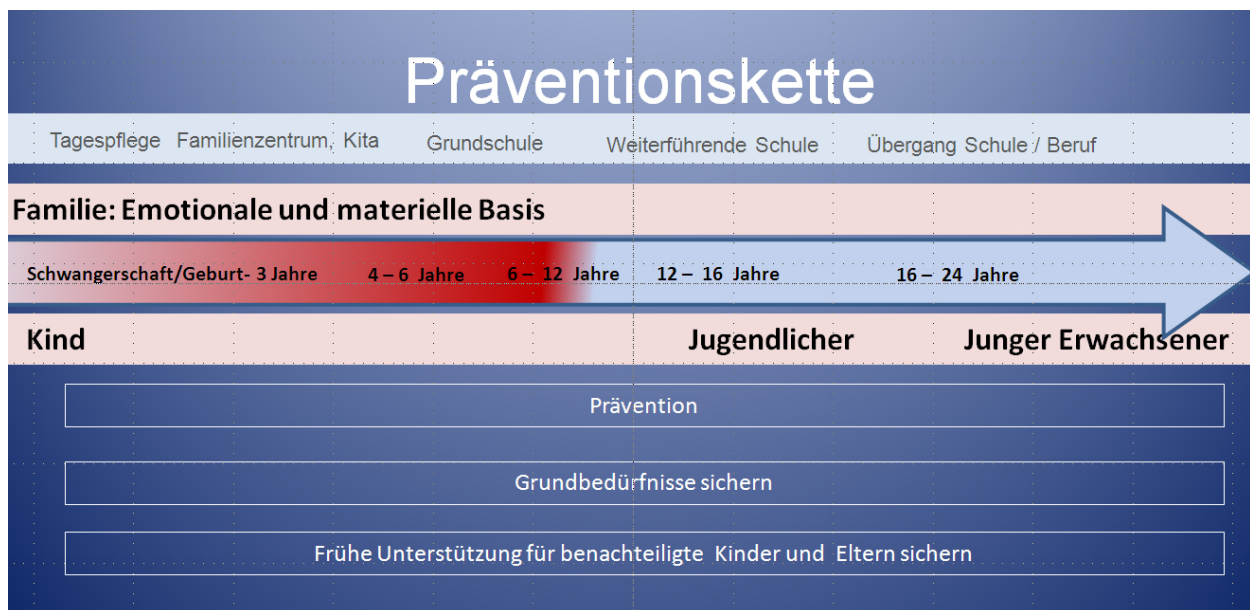 Präventionskette
Tagespflege Familienzentrum, Kita Grundschule Weiterführende Schule Übergang Schule / Beruf
Familie: Emotionale und materielle Basis
Schwangerschaft/Geburt- 3 Jahre 4 – 6 Jahre 6 – 12 Jahre 12 – 16 Jahre 16 – 24 Jahre
Kind Jugendlicher Junger Erwachsener
Prävention
Grundbedürfnisse sichern
Frühe Unterstützung für benachteiligte Kinder und Eltern sichern